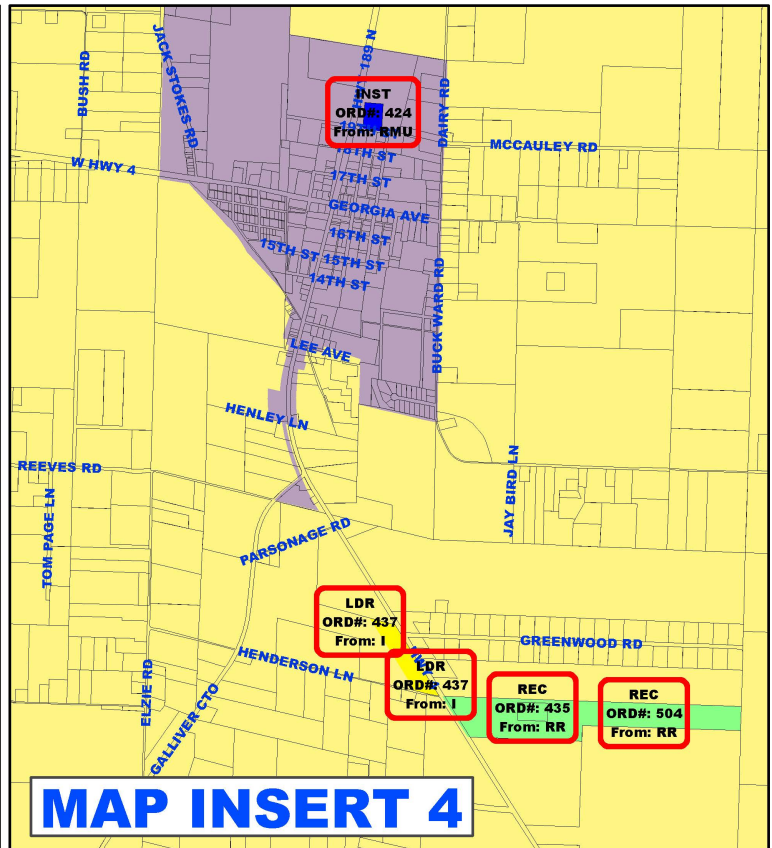 BUSH RD
JACK STOKES RD
HWY 189 N
DAIRY RD
INST
ORD#: 424
From: RMU
19TH ST
18TH ST
MCCAULEY RD
W HWY 4
17TH ST
GEORGIA AVE
16TH ST
15TH ST 15TH ST
14TH ST
BUCK WARD RD
LEE AVE
HENLEY LN
REEVES RD
TOM PAGE LN
JAY BIRD LN
PARSONAGE RD
LDR
ORD#: 437
From: I
GREENWOOD RD
HENDERSON LN
LDR
ORD#: 437
From: I
REC
ORD#: 435
From: RR
REC
ORD#: 504
From: RR
ELZIE RD
GALLIVER CTO
MAP INSERT 4